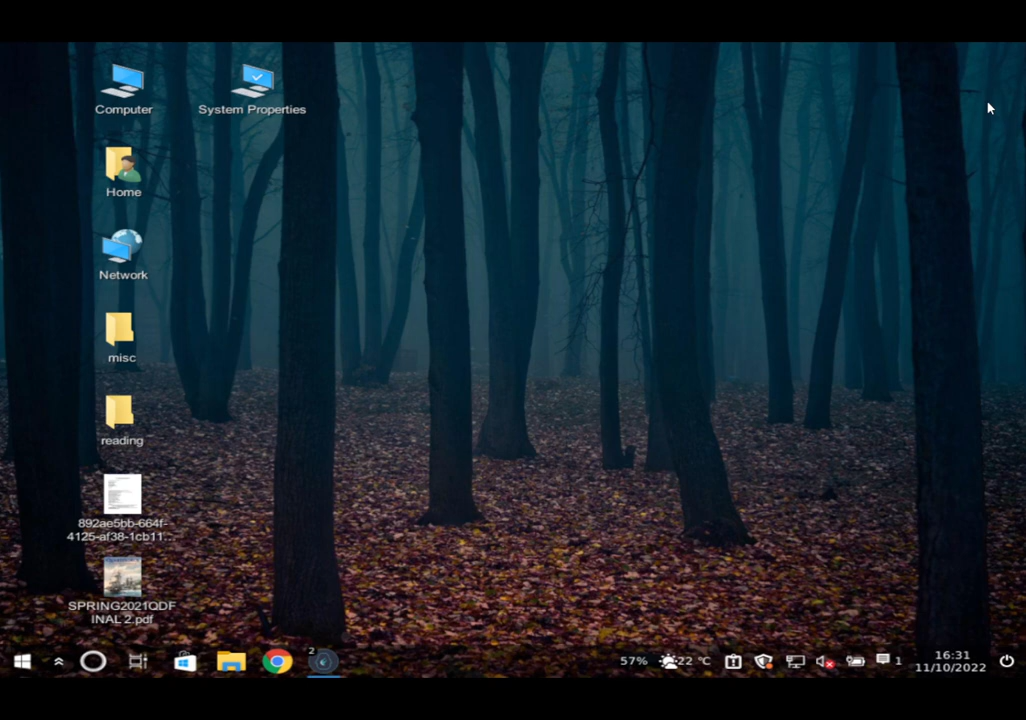 Computer
System Properties
Home
Network
misc
reading
892ae5bb-664f-
4125-af38-1cb11...
SPRING2021QDF
INAL 2.pdf
2
57% 22 °C 1
16:31
11/10/2022